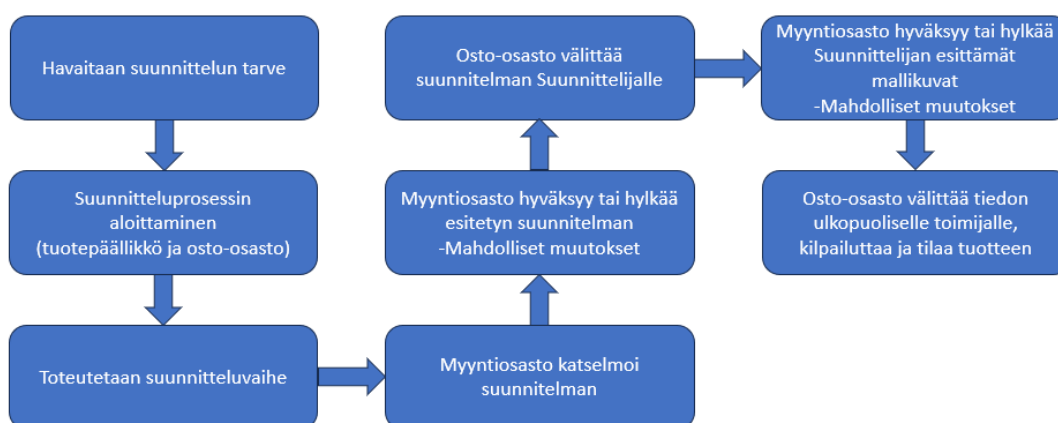 Havaitaan suunnittelun tarve
Suunnitteluprosessin
aloittaminen
(tuotepäällikkö ja osto-osasto)
Toteutetaan suunnitteluvaihe
Myyntiosasto katselmoi
suunnitelman
Myyntiosasto hyväksyy tai hylkää
esitetyn suunnitelman
-Mahdolliset muutokset
Osto-osasto välittää
suunnitelman Suunnittelijalle
Myyntiosasto hyväksyy tai hylkää
Suunnittelijan esittämät
mallikuvat
-Mahdolliset muutokset
Osto-osasto välittää tiedon
ulkopuoliselle toimijalle,
kilpailuttaa ja tilaa tuotteen